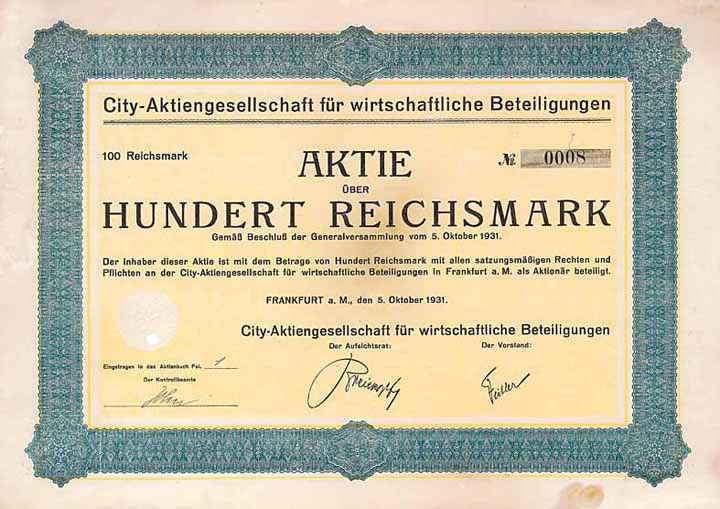 City-Aktiengesellschaft für wirtschaftliche Beteiligungen
100 Reichsmark
AKTIE
№ 0008
ÜBER
HUNDERT REICHSMARK
Gemäß Beschluß der Generalversammlung vom 5. Oktober 1931.
Der Inhaber dieser Aktie ist mit dem Betrage von Hundert Reichsmark mit allen satzungsmäßigen Rechten und
Pflichten an der City-Aktiengesellschaft für wirtschaftliche Beteiligungen in Frankfurt a. M. als Aktionär beteiligt.
FRANKFURT a. M., den 5. Oktober 1931.
City-Aktiengesellschaft für wirtschaftliche Beteiligungen
Der Aufsichtsrat: Der Vorstand:
Eingetragen in das Aktienbuch Fol. 1
Der Kontrollbeamte